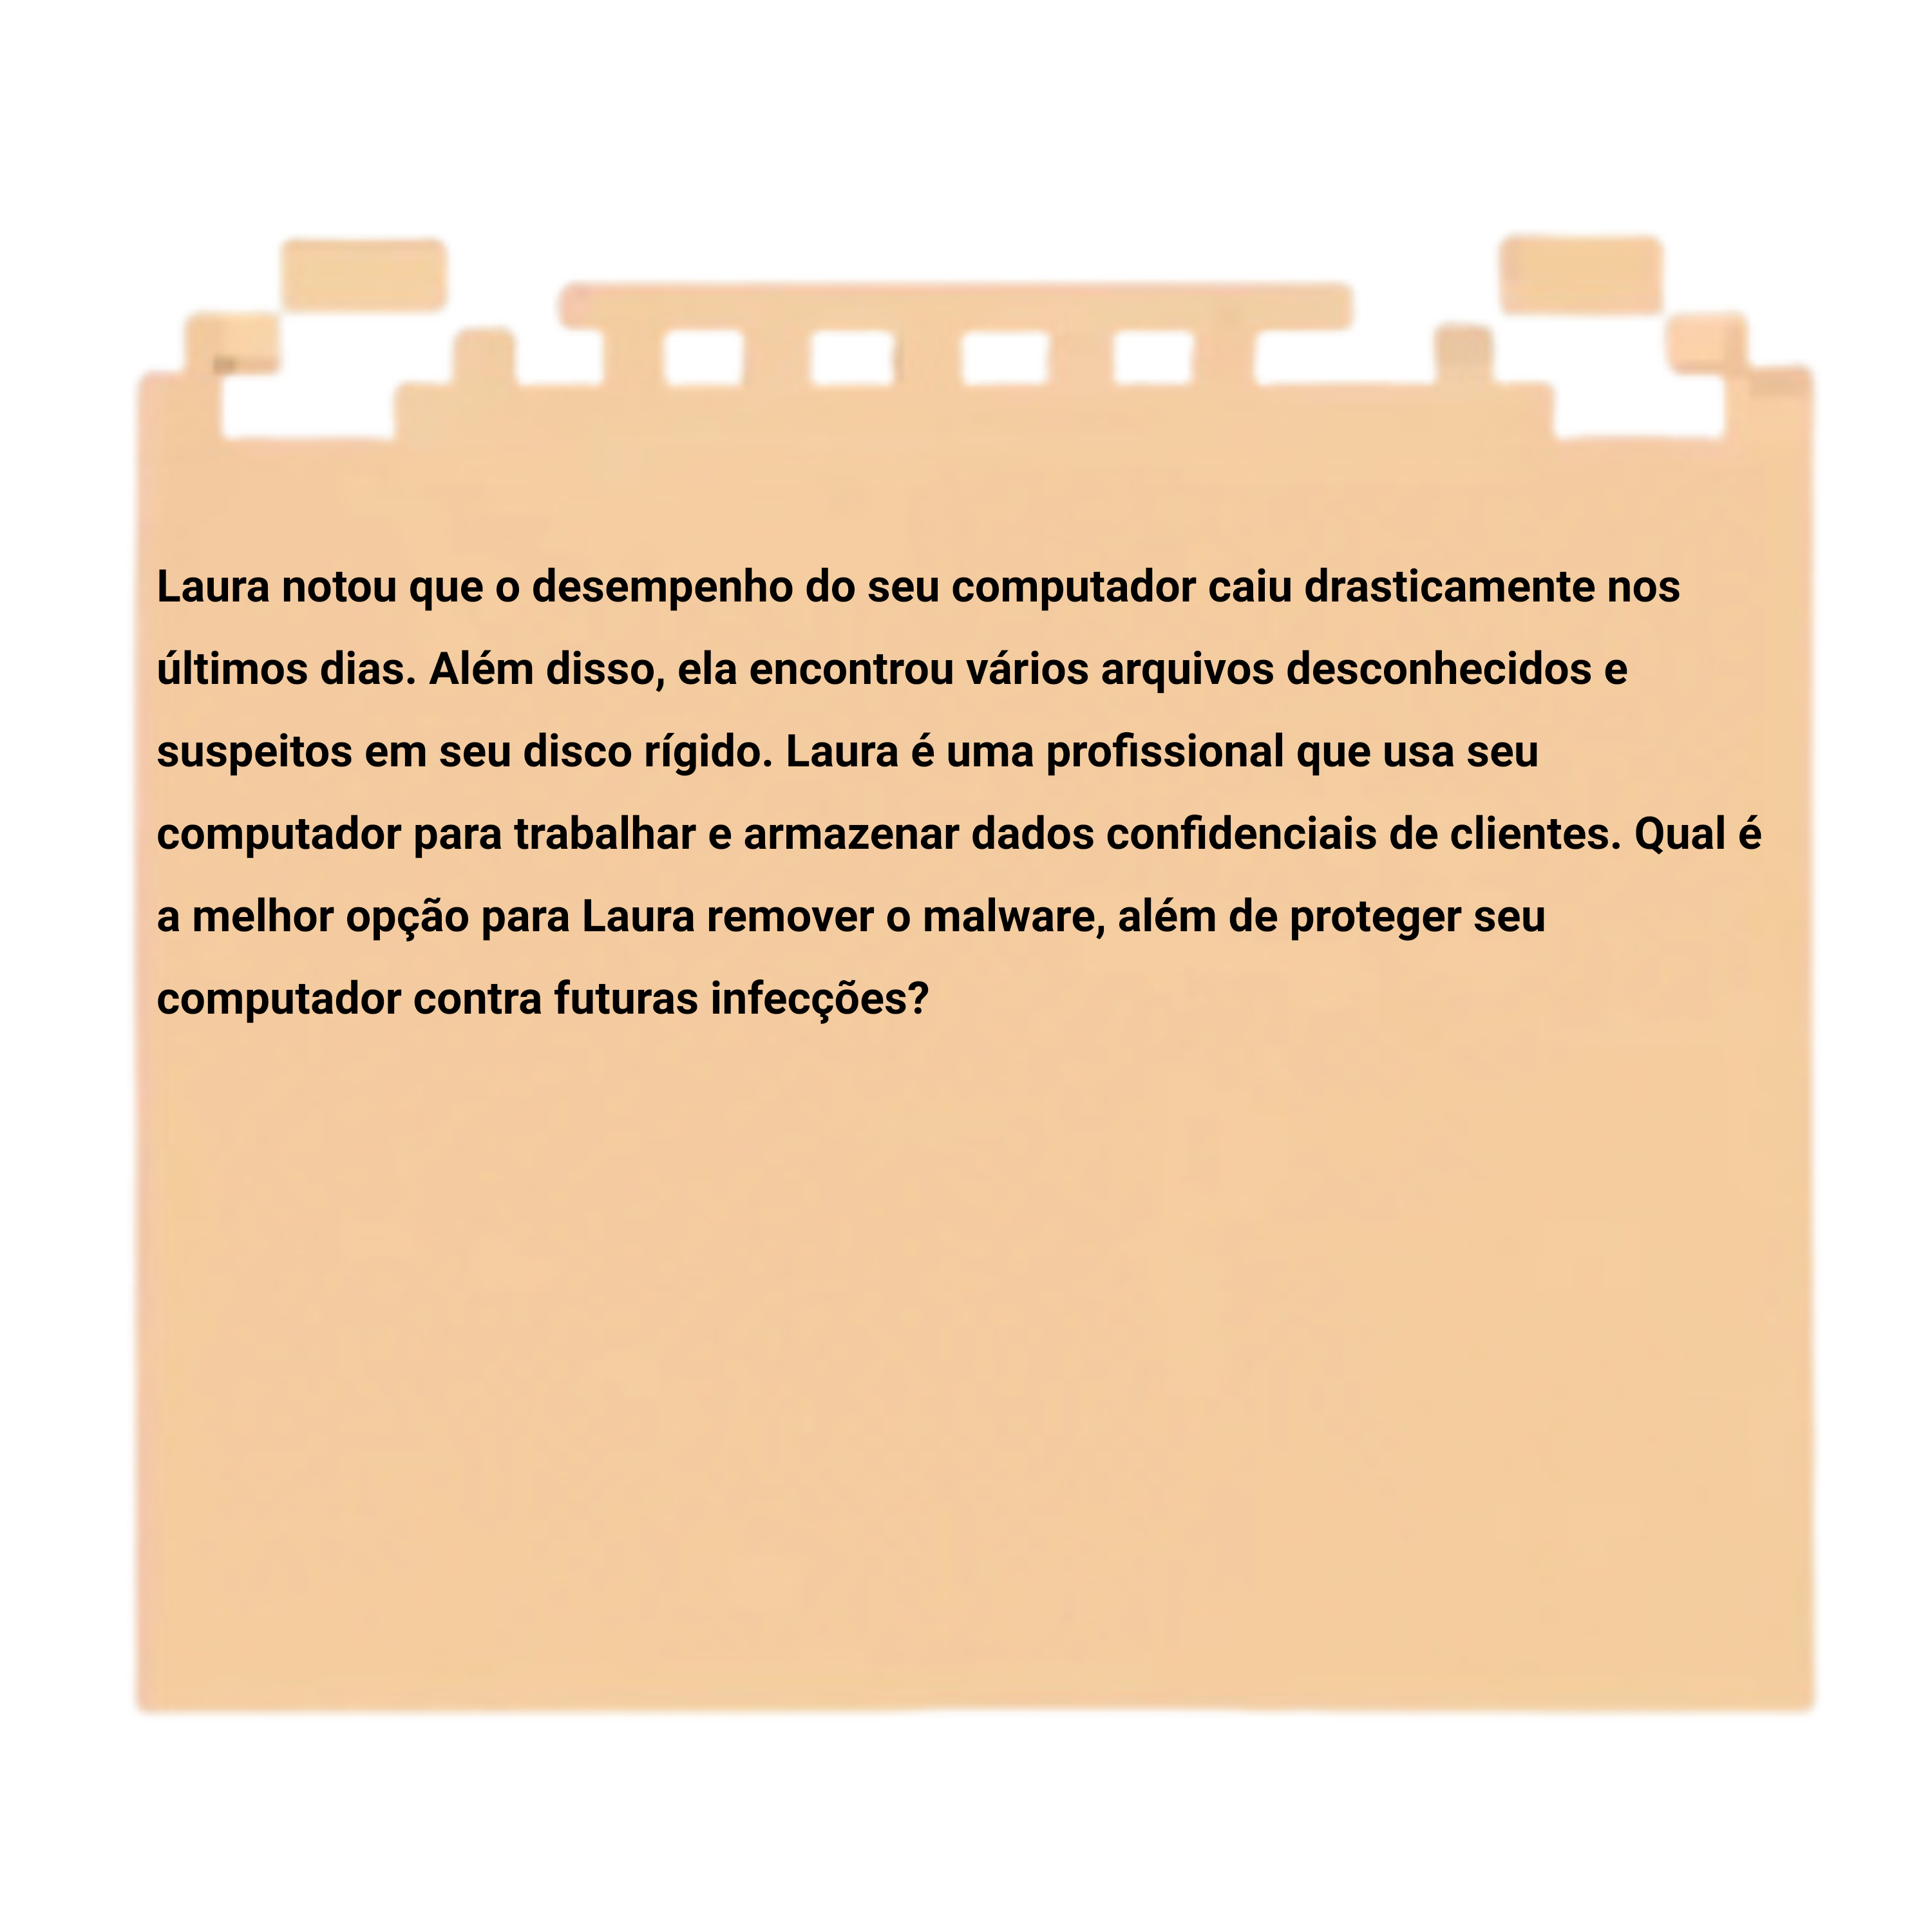 Laura notou que o desempenho do seu computador caiu drasticamente nos
últimos dias. Além disso, ela encontrou vários arquivos desconhecidos e
suspeitos em seu disco rígido. Laura é uma profissional que usa seu
computador para trabalhar e armazenar dados confidenciais de clientes. Qual é
a melhor opção para Laura remover o malware, além de proteger seu
computador contra futuras infecções?